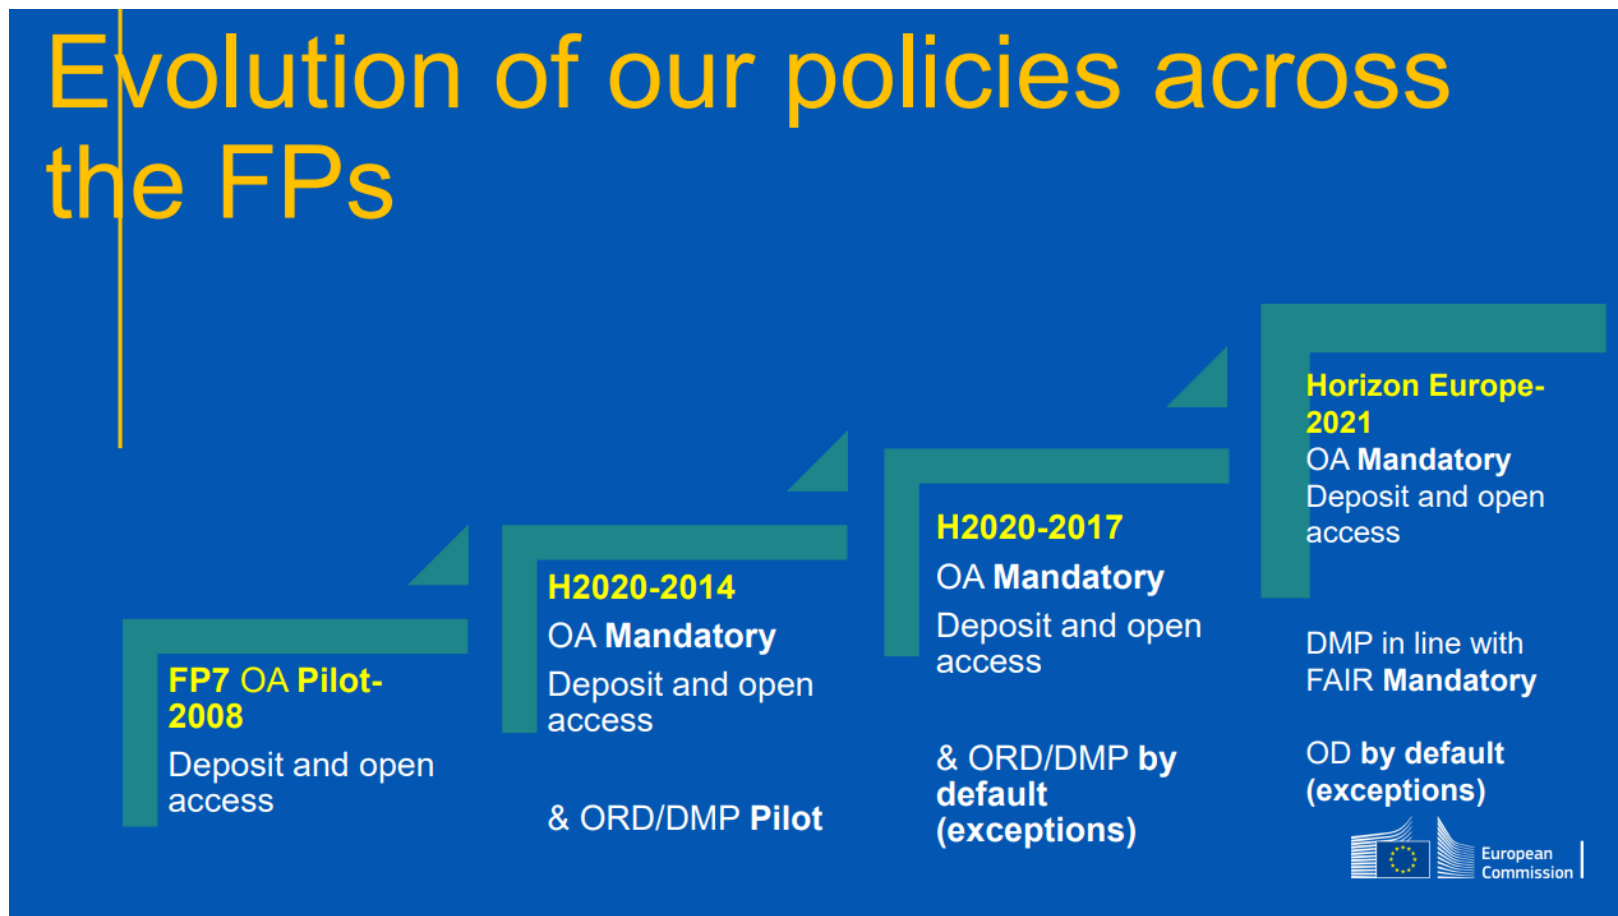 Evolution of our policies across
the FPs
FP7 OA Pilot-
2008
Deposit and open
access
H2020-2014
OA Mandatory
Deposit and open
access
& ORD/DMP Pilot
H2020-2017
OA Mandatory
Deposit and open
access
& ORD/DMP by
default
(exceptions)
Horizon Europe-
2021
OA Mandatory
Deposit and open
access
DMP in line with
FAIR Mandatory
OD by default
(exceptions)
European
Commission